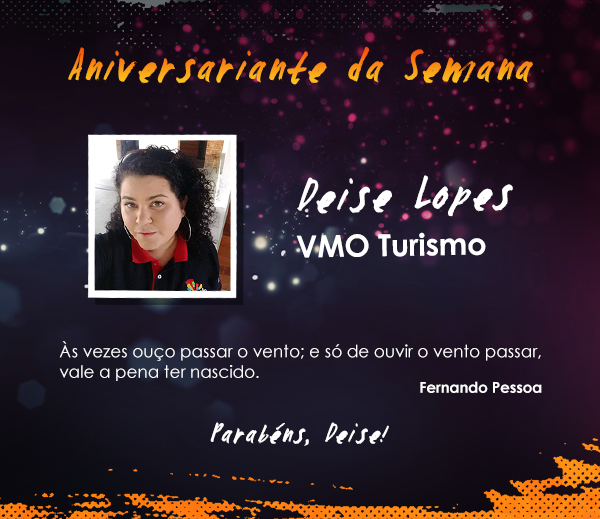 Aniversariante da Semana
Deise Lopes
VMO Turismo
Às vezes ouço passar o vento; e só de ouvir o vento passar,
vale a pena ter nascido.
Fernando Pessoa
Parabéns, Deise!